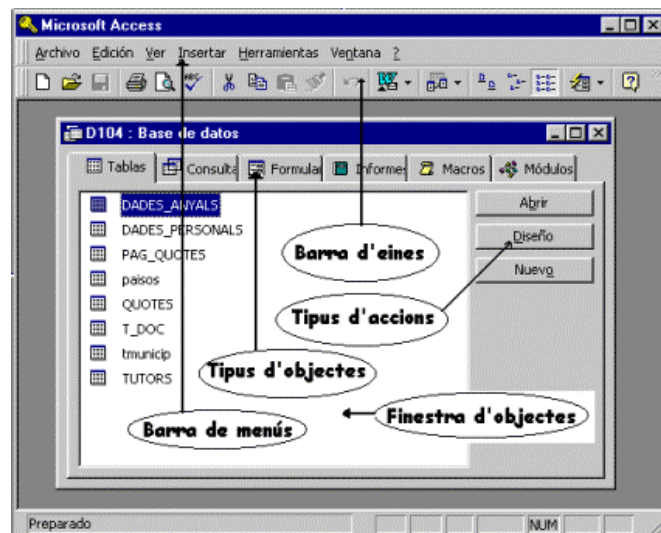 Microsoft Access
Archivo Edición Ver Insertar Herramientas Ventana ?
D104 : Base de datos
Tablas Consulta Formular Informes Macros Módulos
DADES_ANYALS
DADES_PERSONALS
PAG_QUOTES
paisos
QUOTES
T_DOC
tmunicip
TUTORS
Abrir
Diseño
Nuevo
Barra d'eines
Tipus d'accions
Tipus d'objectes
Finestra d'objectes
Barra de menús
Preparado NUM